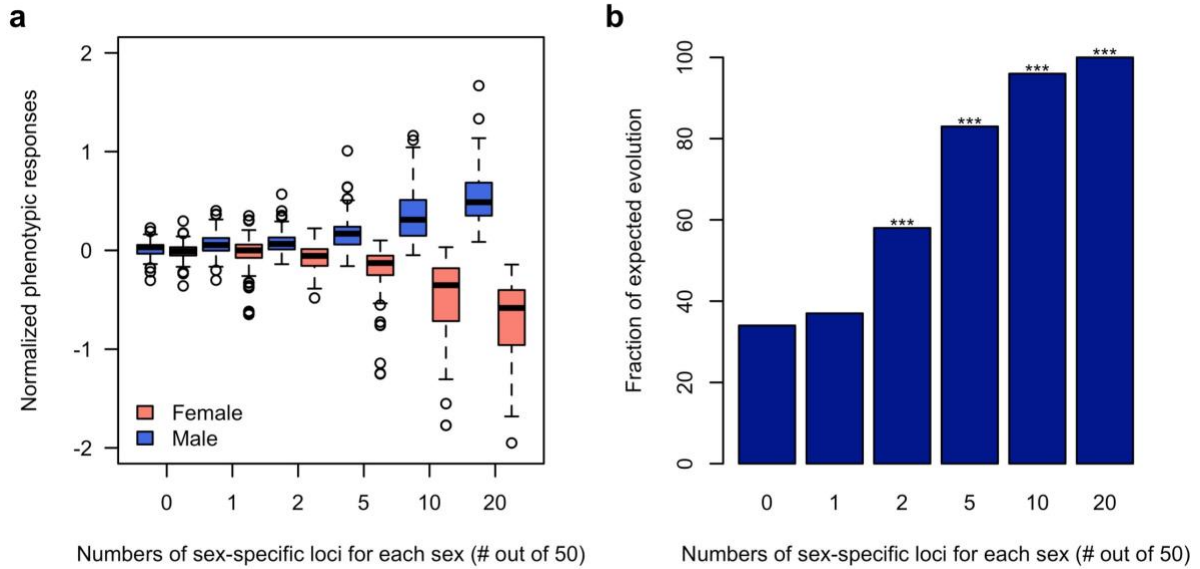 a
Normalized phenotypic responses
2
1
0
-1
-2
Female
Male
0 1 2 5 10 20
Numbers of sex-specific loci for each sex (# out of 50)
b
Fraction of expected evolution
100
80
60
40
20
0
***
***
***
***
0 1 2 5 10 20
Numbers of sex-specific loci for each sex (# out of 50)